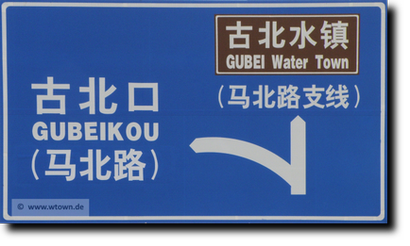 古北水镇
GUBEI Water Town
(马北路支线)
古北口
GUBEIKOU
(马北路)
© www.wtown.de